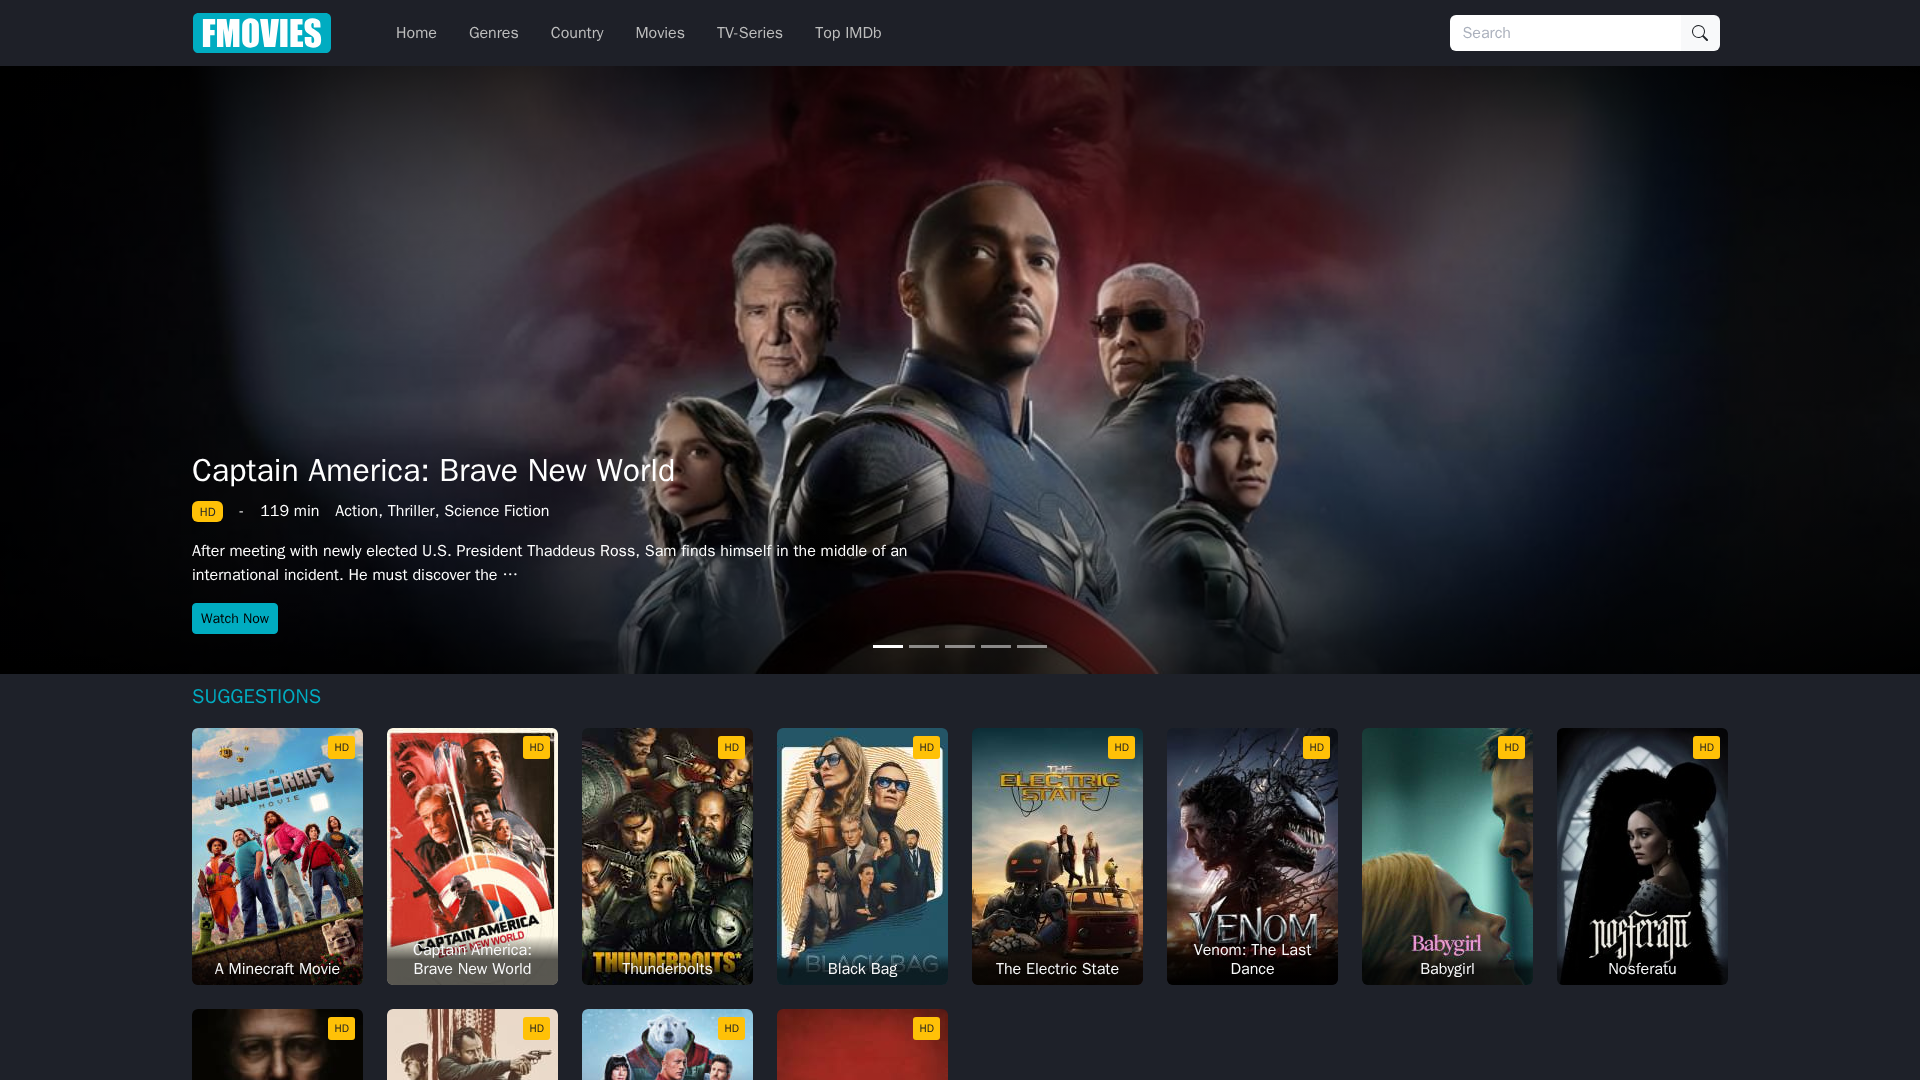 FMOVIES
Home
Genres
Country
Movies
TV-Series
Top IMDb
Search
Captain America: Brave New World
HD
-
119 min
Action, Thriller, Science Fiction
After meeting with newly elected U.S. President Thaddeus Ross, Sam finds himself in the middle of an
international incident. He must discover the ···
Watch Now
SUGGESTIONS
HD
A
MINECRAFT
MOVIE
A Minecraft Movie
HD
CAPTAIN AMERICA
NEW WORLD
Captain America:
Brave New World
HD
THUNDERBOLTS*
Thunderbolts
HD
BLACK BAG
Black Bag
HD
THE
ELECTRIC
STATE
The Electric State
HD
VENOM
Venom: The Last
Dance
HD
Babygirl
Babygirl
HD
nosferatu
Nosferatu
HD
HD
HD
HD